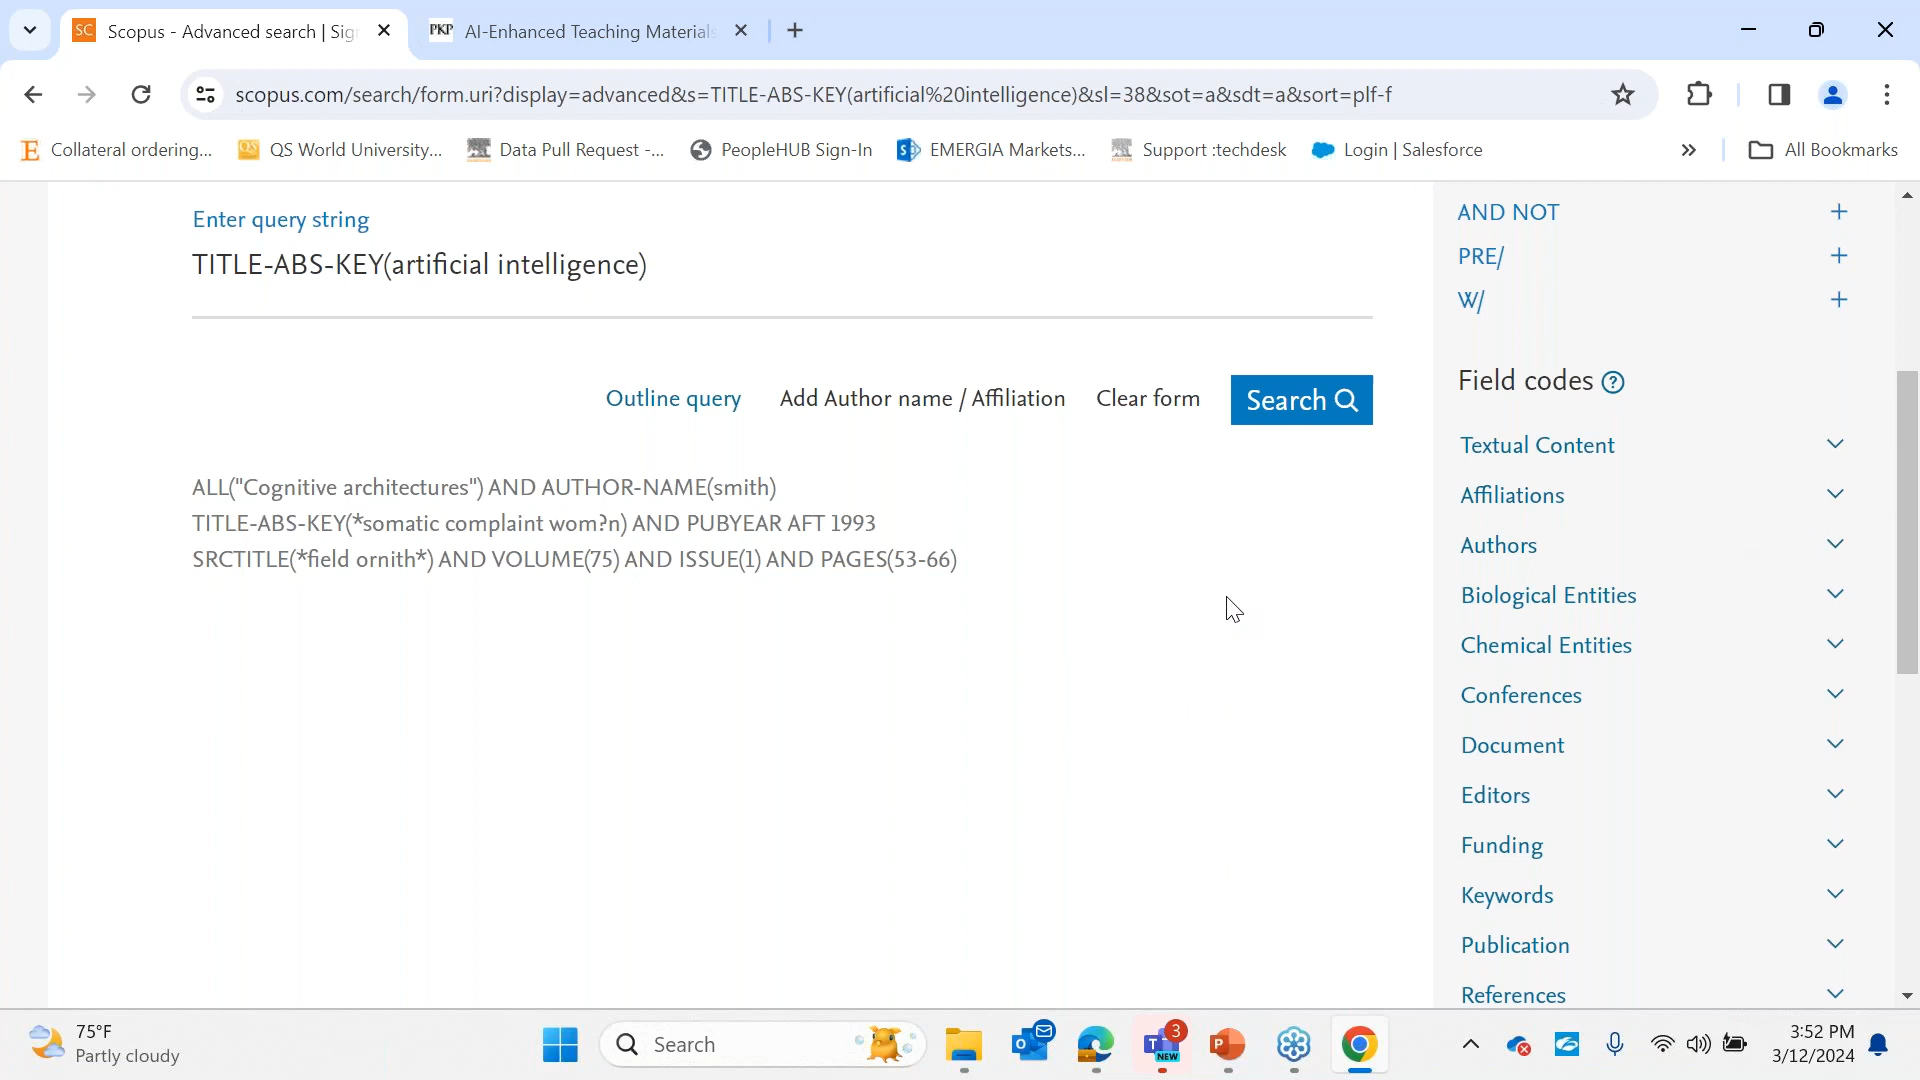 SC Scopus - Advanced search | Sig
PKP AI-Enhanced Teaching Materials
scopus.com/search/form.uri?display=advanced&s=TITLE-ABS-KEY(artificial%20intelligence)&sl=38&sot=a&sdt=a&sort=plf-f
E Collateral ordering...
QS QS World University...
Data Pull Request -...
PeopleHUB Sign-In
S EMERGIA Markets...
Support :techdesk
Login | Salesforce
»
All Bookmarks
Enter query string
TITLE-ABS-KEY(artificial intelligence)
Outline query
Add Author name / Affiliation
Clear form
Search
ALL("Cognitive architectures") AND AUTHOR-NAME(smith)
TITLE-ABS-KEY(*somatic complaint wom?n) AND PUBYEAR AFT 1993
SRCTITLE(*field ornith*) AND VOLUME(75) AND ISSUE(1) AND PAGES(53-66)
AND NOT
PRE/
W/
Field codes ?
Textual Content
Affiliations
Authors
Biological Entities
Chemical Entities
Conferences
Document
Editors
Funding
Keywords
Publication
References
75°F
Partly cloudy
Search
O
T 3
NEW
P
3:52 PM
3/12/2024